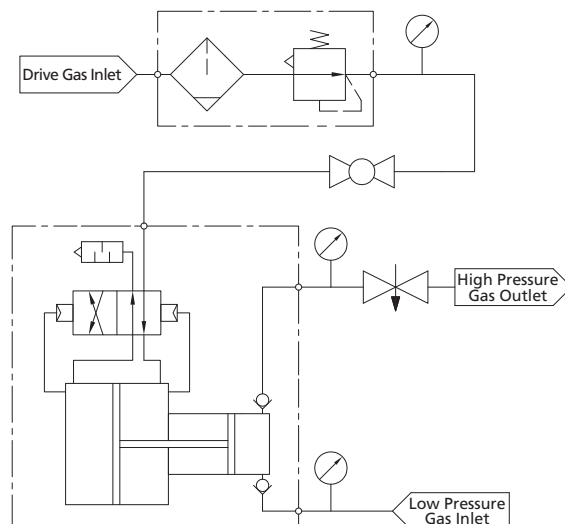 Drive Gas Inlet
High Pressure
Gas Outlet
Low Pressure
Gas Inlet